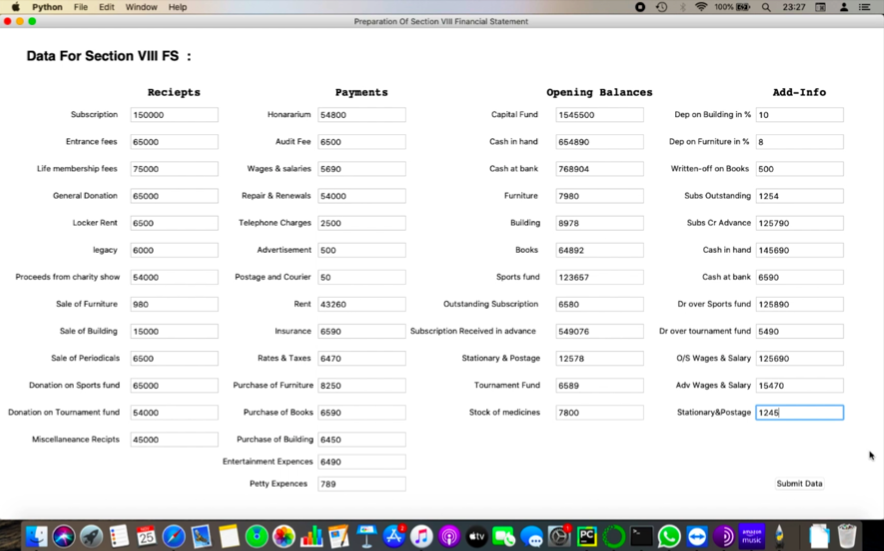 Python File Edit Window Help 100% 23:27
Preparation Of Section VIII Financial Statement
Data For Section VIII FS :
Reciepts Payments Opening Balances Add-Info
Subscription 150000 Honararium 54800 Capital Fund 1545500 Dep on Building in % 10
Entrance fees 65000 Audit Fee 6500 Cash in hand 654890 Dep on Furniture in % 8
Life membership fees 75000 Wages & salaries 5690 Cash at bank 768904 Written-off on Books 500
General Donation 65000 Repair & Renewals 54000 Furniture 7980 Subs Outstanding 1254
Locker Rent 6500 Telephone Charges 2500 Building 8978 Subs Cr Advance 125790
legacy 6000 Advertisement 500 Books 64892 Cash in hand 145690
Proceeds from charity show 54000 Postage and Courier 50 Sports fund 123657 Cash at bank 6590
Sale of Furniture 980 Rent 43260 Outstanding Subscription 6580 Dr over Sports fund 125890
Sale of Building 15000 Insurance 6590 Subscription Received in advance 549076 Dr over tournament fund 5490
Sale of Periodicals 6500 Rates & Taxes 6470 Stationary & Postage 12578 O/S Wages & Salary 125690
Donation on Sports fund 65000 Purchase of Furniture 8250 Tournament Fund 6589 Adv Wages & Salary 15470
Donation on Tournament fund 54000 Purchase of Books 6590 Stock of medicines 7800 Stationary&Postage 1245
Miscellaneance Recipts 45000 Purchase of Building 6450
Entertainment Expences 6490
Petty Expences 789 Submit Data
25 tv PC amazon music